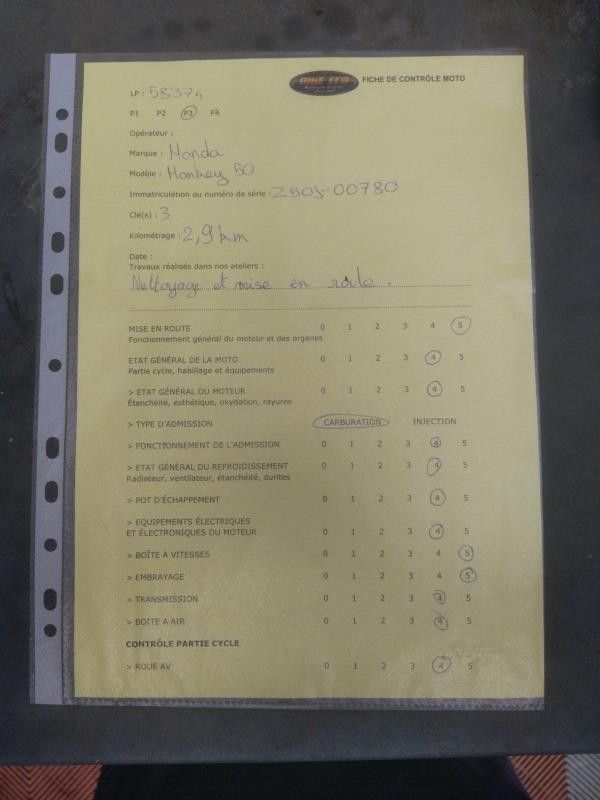 BIKE ECO
FICHE DE CONTRÔLE MOTO
LP : 58374
P1 P2 P3 P4
Opérateur :
Marque : Honda
Modèle : Monkey 50
Immatriculation ou numéro de série : Z50J-00780
Clé(s) : 3
Kilométrage : 2,9 km
Date :
Travaux réalisés dans nos ateliers :
Nettoyage et mise en route.
MISE EN ROUTE 0 1 2 3 4 5
Fonctionnement général du moteur et des organes
ETAT GÉNÉRAL DE LA MOTO 0 1 2 3 4 5
Partie cycle, habillage et équipements
> ETAT GÉNÉRAL DU MOTEUR 0 1 2 3 4 5
Étanchéité, esthétique, oxydation, rayures
> TYPE D'ADMISSION CARBURATION INJECTION
> FONCTIONNEMENT DE L'ADMISSION 0 1 2 3 4 5
> ETAT GÉNÉRAL DU REFROIDISSEMENT 0 1 2 3 4 5
Radiateur, ventilateur, étanchéité, durites
> POT D'ÉCHAPPEMENT 0 1 2 3 4 5
> EQUIPEMENTS ÉLECTRIQUES
ET ÉLECTRONIQUES DU MOTEUR 0 1 2 3 4 5
> BOÎTE À VITESSES 0 1 2 3 4 5
> EMBRAYAGE 0 1 2 3 4 5
> TRANSMISSION 0 1 2 3 4 5
> BOITE A AIR 0 1 2 3 4 5
CONTRÔLE PARTIE CYCLE
> ROUE AV 0 1 2 3 4 5